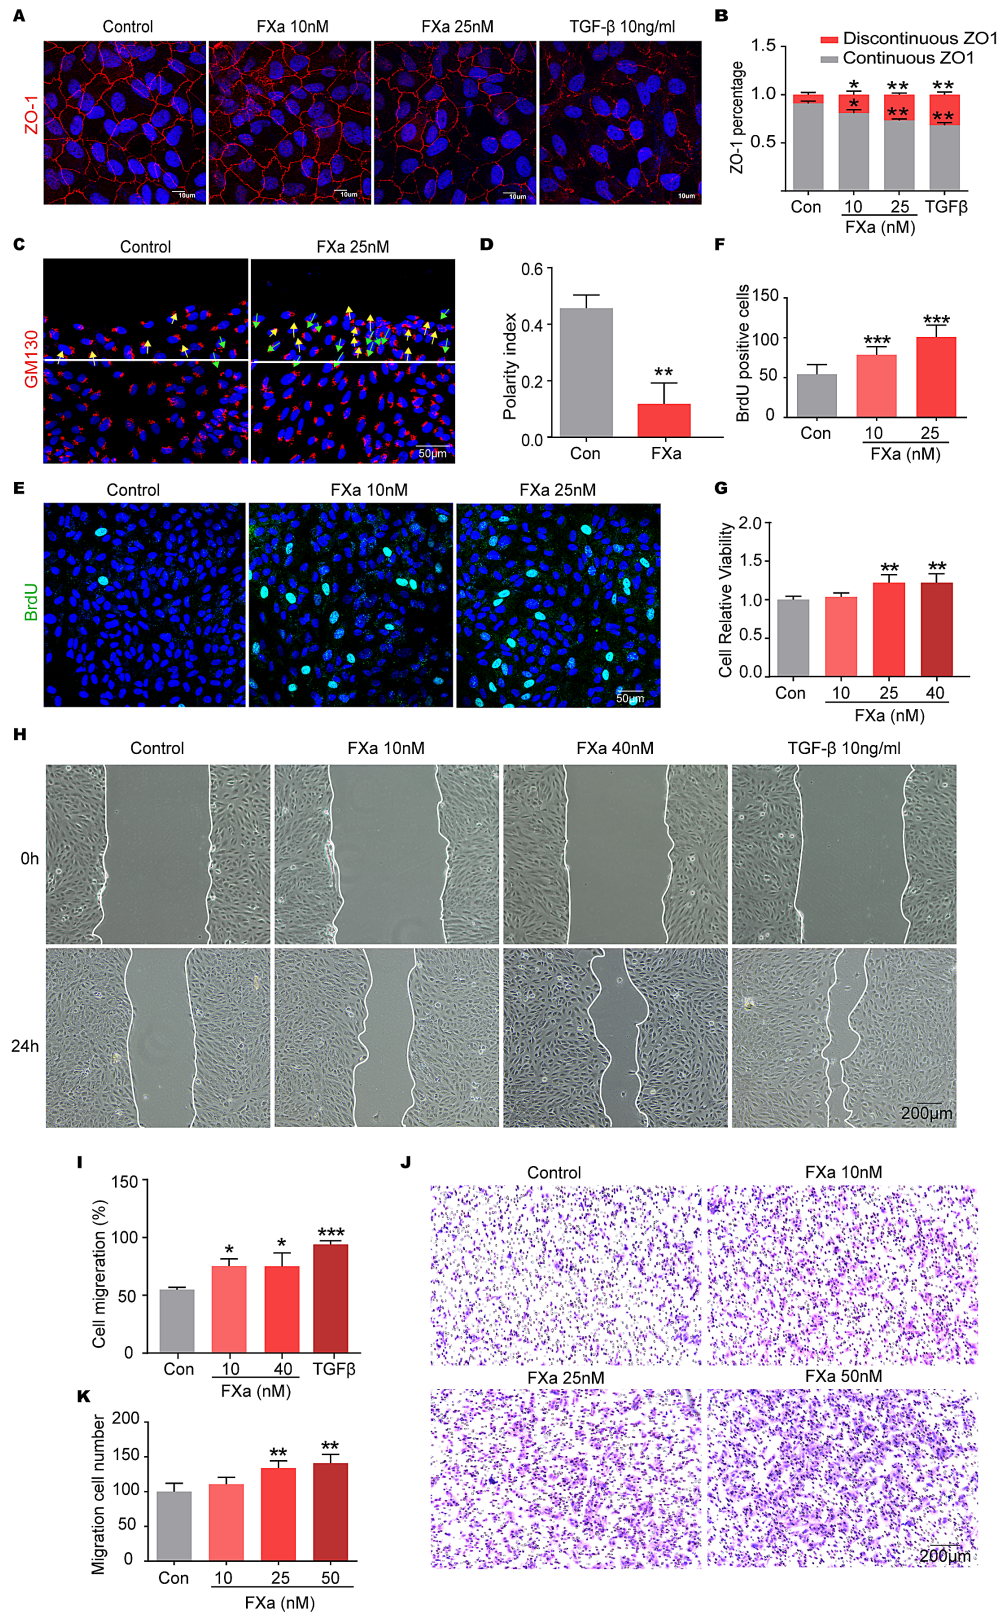 A
Control
FXa 10nM
FXa 25nM
TGF-β 10ng/ml
ZO-1
10um
10um
10um
10um
B
Discontinuous ZO1
Continuous ZO1
ZO-1 percentage
1.5
1.0
0.5
*
**
**
*
**
**
Con
10
25
TGFβ
FXa (nM)
C
Control
FXa 25nM
GM130
50μm
D
Polarity index
0.6
0.4
0.2
0.0
**
Con
FXa
F
BrdU positive cells
150
100
50
0
***
***
Con
10
25
FXa (nM)
E
Control
FXa 10nM
FXa 25nM
BrdU
50μm
G
Cell Relative Viability
2.0
1.5
1.0
0.5
0.0
**
**
Con
10
25
40
FXa (nM)
H
Control
FXa 10nM
FXa 40nM
TGF-β 10ng/ml
0h
24h
200μm
I
Cell migreration (%)
150
100
50
0
*
*
***
Con
10
40
TGFβ
FXa (nM)
J
Control
FXa 10nM
FXa 25nM
FXa 50nM
200μm
K
Migration cell number
200
150
100
50
0
**
**
Con
10
25
50
FXa (nM)